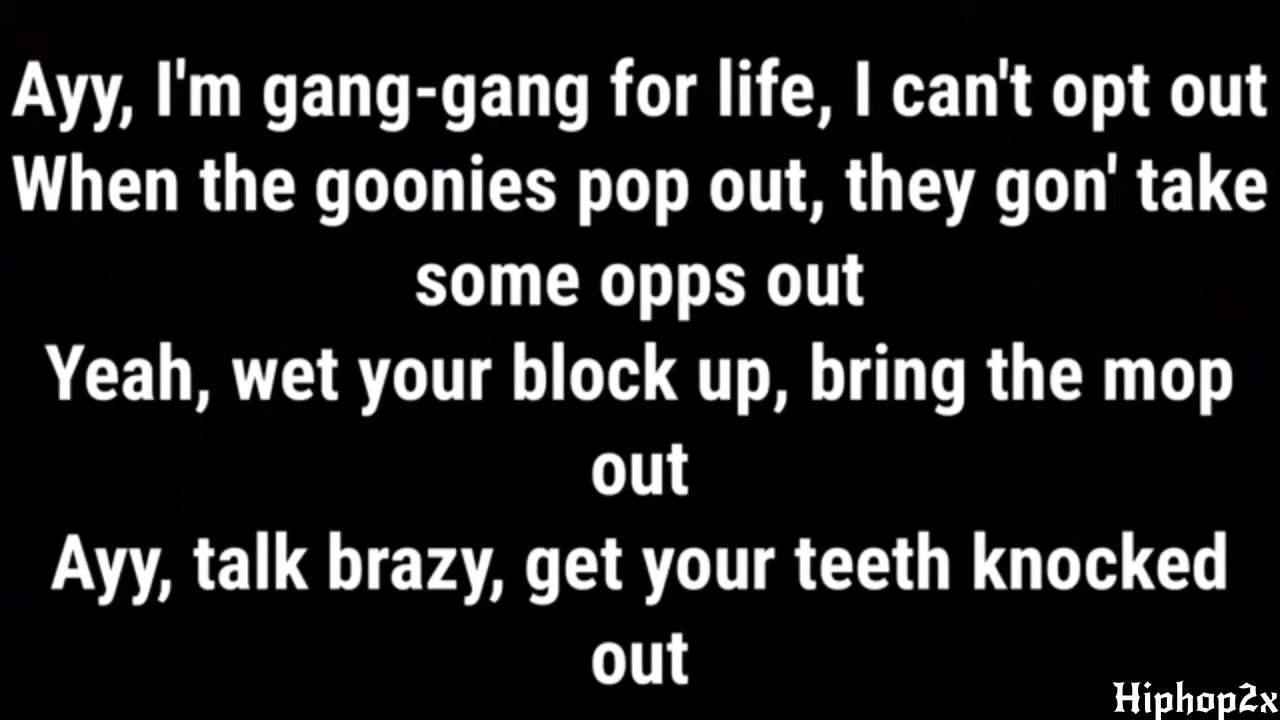 Ayy, I'm gang-gang for life, I can't opt out
When the goonies pop out, they gon' take
some opps out
Yeah, wet your block up, bring the mop
out
Ayy, talk brazy, get your teeth knocked
out
Hiphop2x